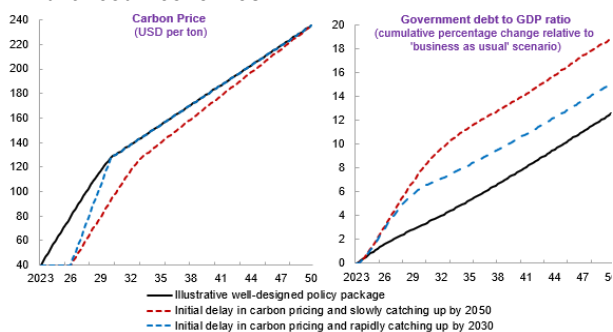 Carbon Price
(USD per ton)
240
220
200
180
160
140
120
100
80
60
40
2023 26 29 32 35 38 41 44 47 50
Government debt to GDP ratio
(cumulative percentage change relative to
'business as usual' scenario)
20
18
16
14
12
10
8
6
4
2
0
2023 26 29 32 35 38 41 44 47 50
Illustrative well-designed policy package
Initial delay in carbon pricing and slowly catching up by 2050
Initial delay in carbon pricing and rapidly catching up by 2030